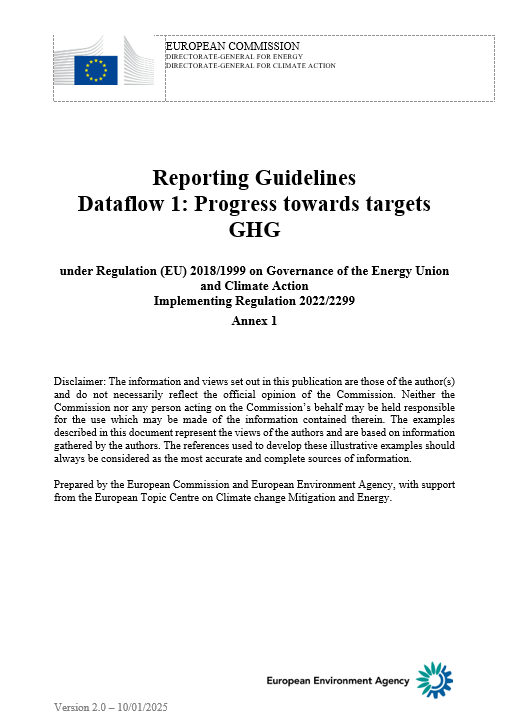 EUROPEAN COMMISSION
DIRECTORATE-GENERAL FOR ENERGY
DIRECTORATE-GENERAL FOR CLIMATE ACTION
Reporting Guidelines
Dataflow 1: Progress towards targets
GHG
under Regulation (EU) 2018/1999 on Governance of the Energy Union
and Climate Action
Implementing Regulation 2022/2299
Annex 1
Disclaimer: The information and views set out in this publication are those of the author(s)
and do not necessarily reflect the official opinion of the Commission. Neither the
Commission nor any person acting on the Commission’s behalf may be held responsible
for the use which may be made of the information contained therein. The examples
described in this document represent the views of the authors and are based on information
gathered by the authors. The references used to develop these illustrative examples should
always be considered as the most accurate and complete sources of information.
Prepared by the European Commission and European Environment Agency, with support
from the European Topic Centre on Climate change Mitigation and Energy.
European Environment Agency
Version 2.0 – 10/01/2025